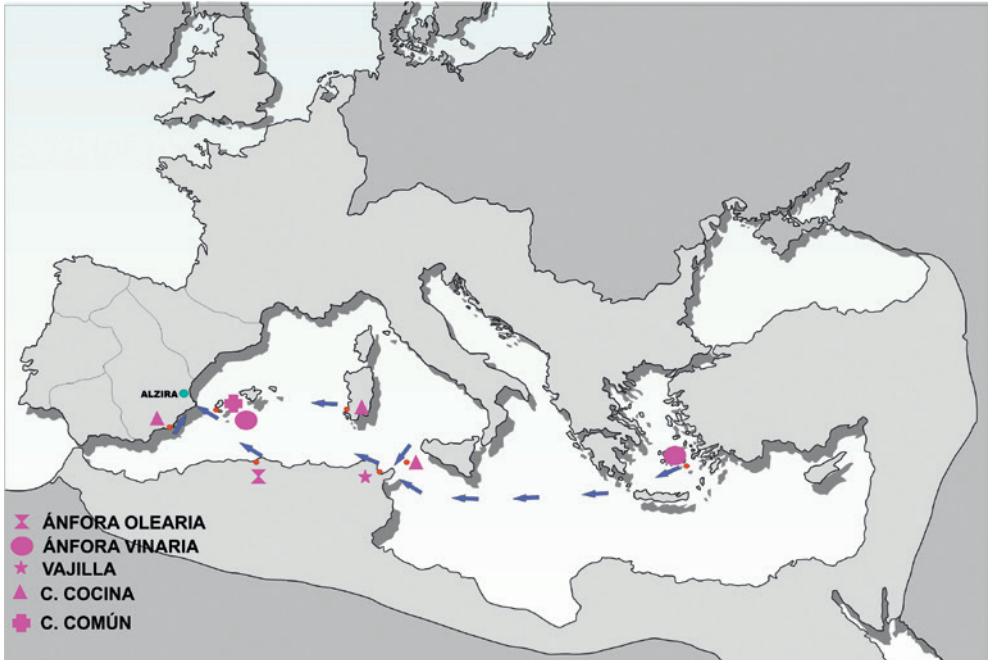 ALZIRA
ÁNFORA OLEARIA
ÁNFORA VINARIA
VAJILLA
C. COCINA
C. COMÚN